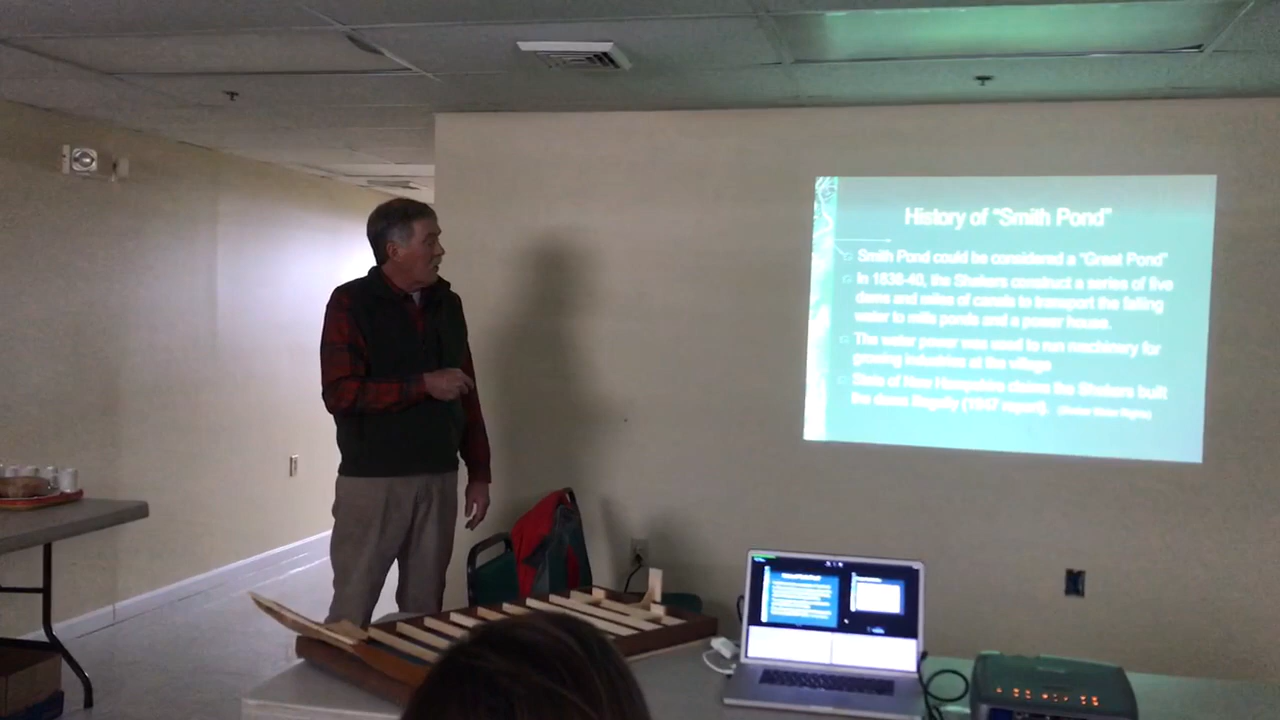 History of "Smith Pond"
Smith Pond could be considered a "Great Pond"
In 1838-40, the Shakers construct a series of five
dams and miles of canals to transport the falling
water to mills ponds and a power house.
The water power was used to run machinery for
growing industries at the village
State of New Hampshire claims the Shakers built
the dams illegally (1947 report).